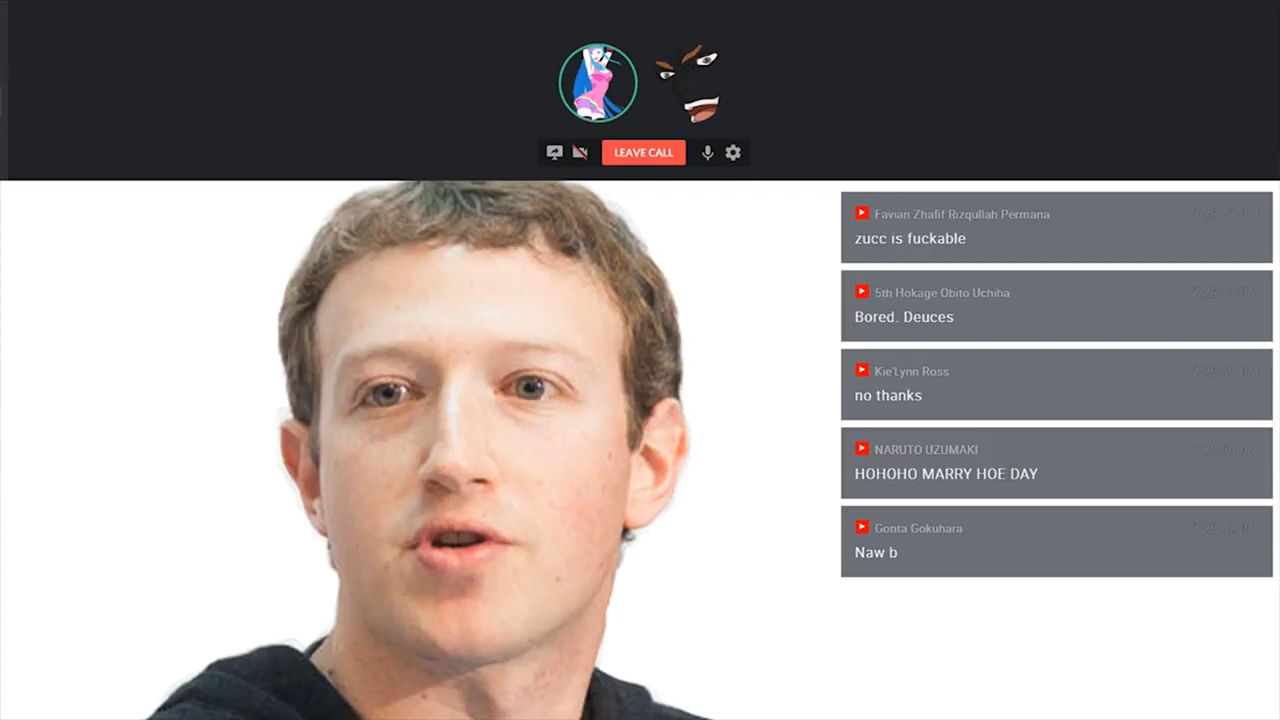 LEAVE CALL
Favian Zhafif Rizqullah Permana
zucc is fuckable
5th Hokage Obito Uchiha
Bored. Deuces
Kie'Lynn Ross
no thanks
NARUTO UZUMAKI
HOHOHO MARRY HOE DAY
Gonta Gokuhara
Naw b